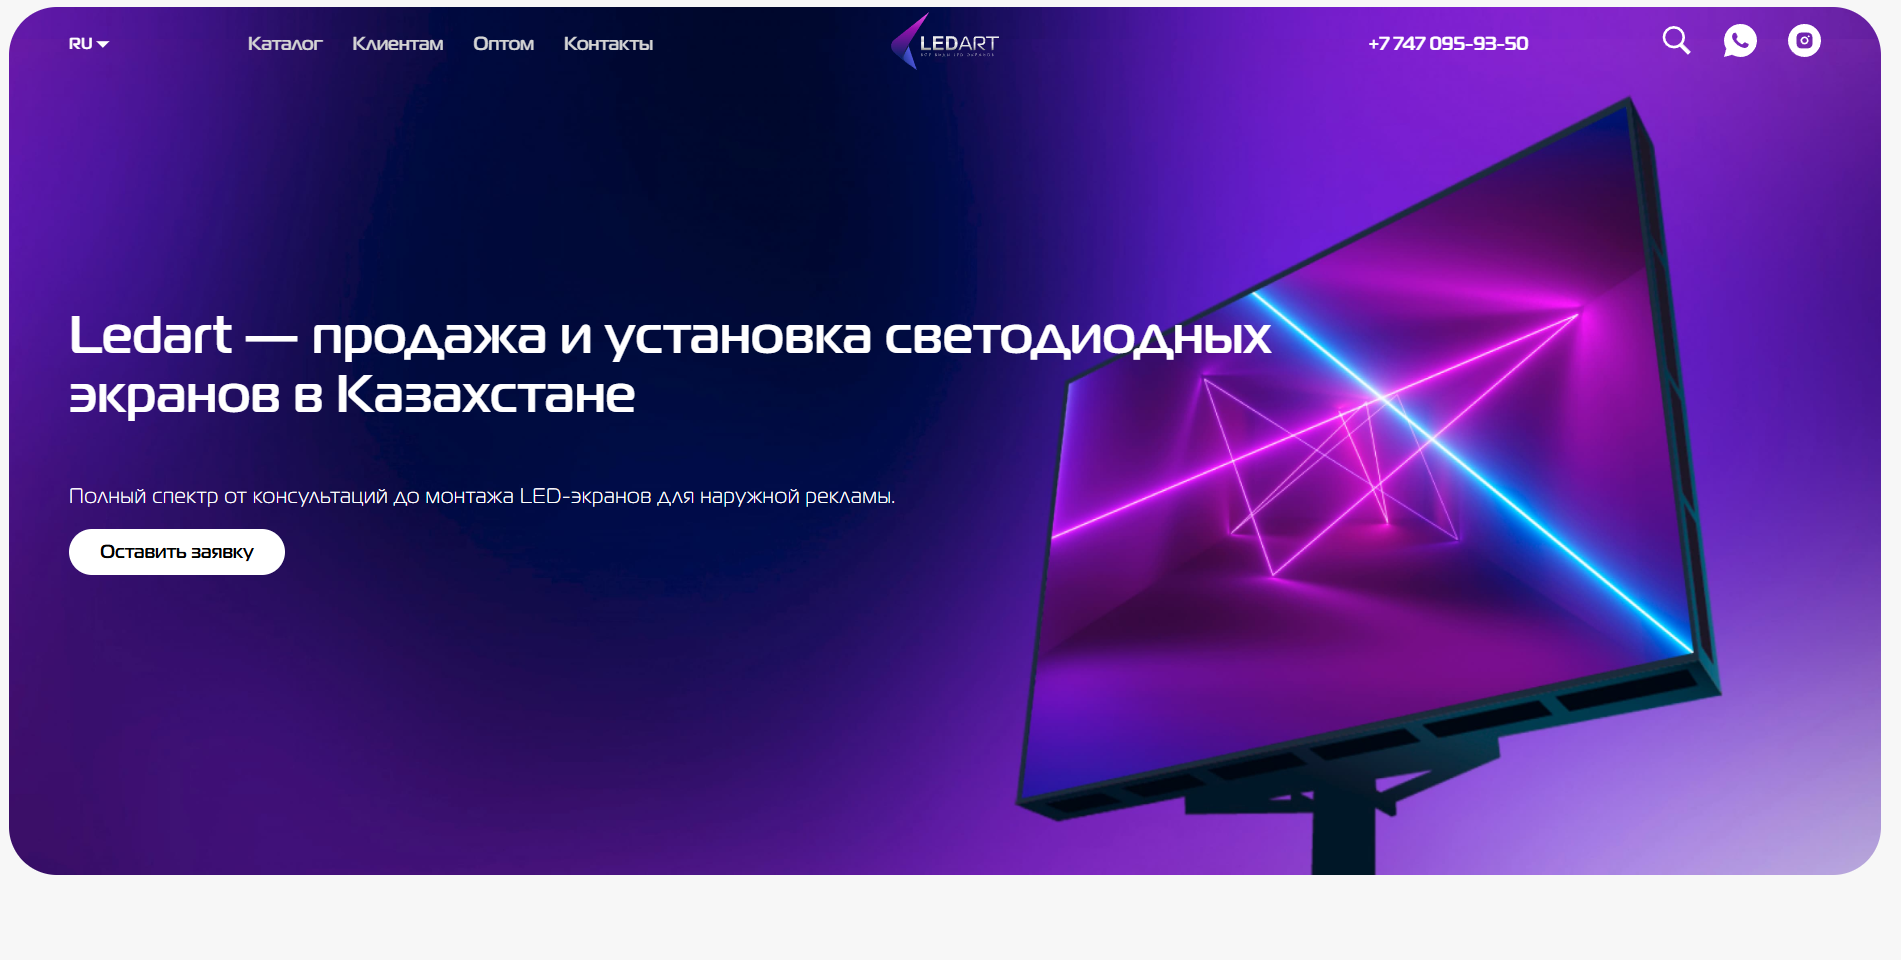 RU
Каталог Клиентам Оптом Контакты
LEDART
+7 747 095-93-50
Ledart — продажа и установка светодиодных
экранов в Казахстане
Полный спектр от консультаций до монтажа LED-экранов для наружной рекламы.
Оставить заявку